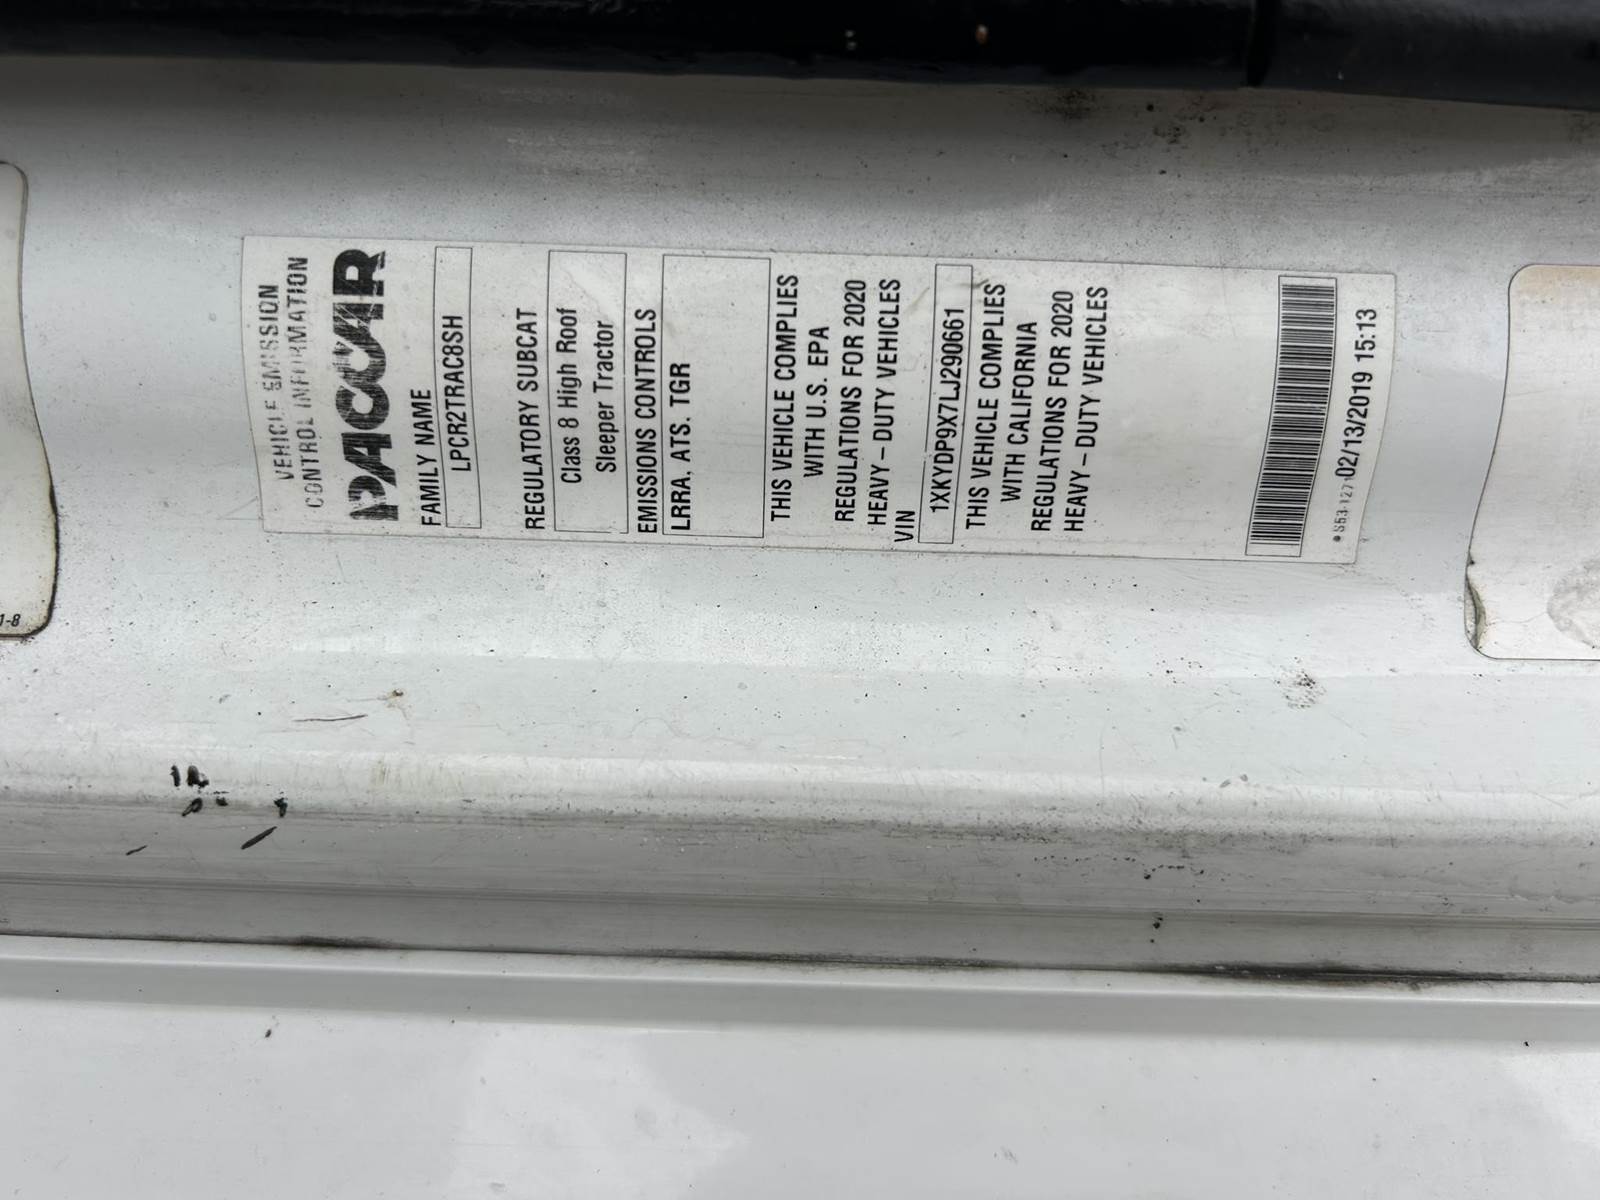 VEHICLE EMISSION
CONTROL INFORMATION
PACCAR
FAMILY NAME
LPCR2TRAC8SH
REGULATORY SUBCAT
Class 8 High Roof
Sleeper Tractor
EMISSIONS CONTROLS
LRRA, ATS, TGR
THIS VEHICLE COMPLIES
WITH U.S. EPA
REGULATIONS FOR 2020
HEAVY – DUTY VEHICLES
VIN
1XKYDP9X7LJ290661
THIS VEHICLE COMPLIES
WITH CALIFORNIA
REGULATIONS FOR 2020
HEAVY – DUTY VEHICLES
02/13/2019 15:13
1-8